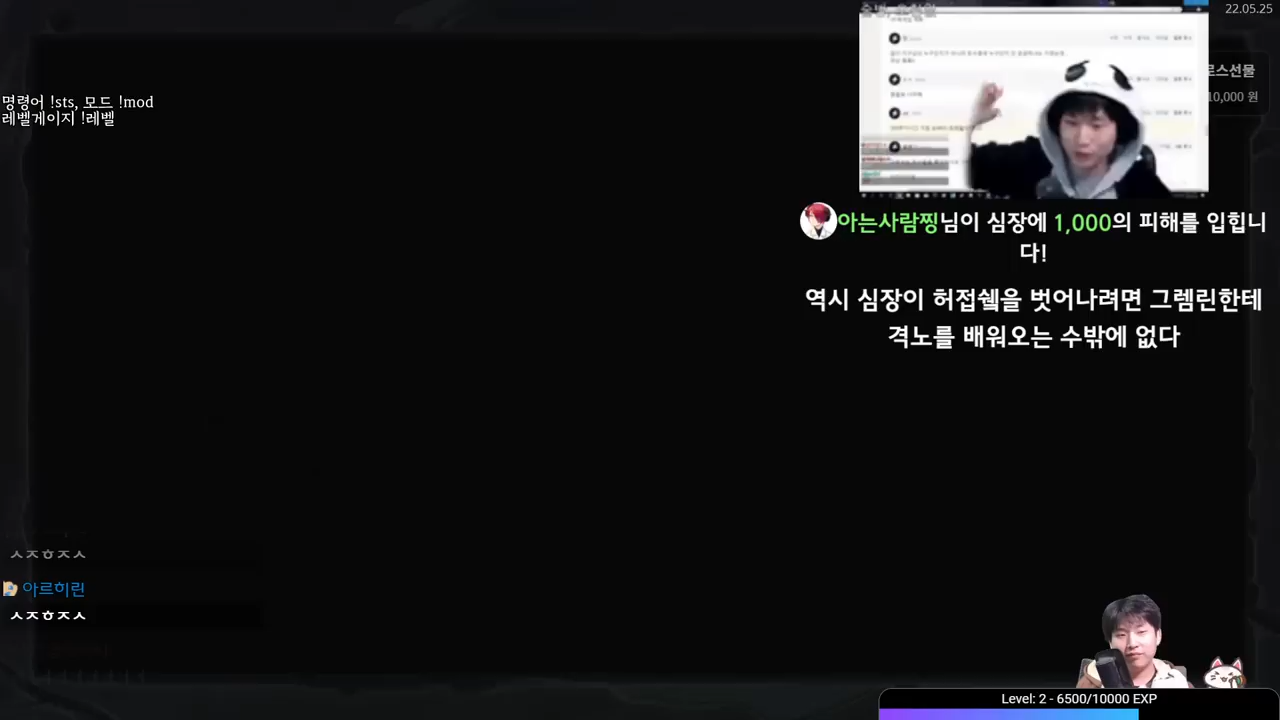 22.05.25
로스선물
10,000 원
명령어 !sts, 모드 !mod
레벨게이지 !레벨
아는사람찡님이 심장에 1,000의 피해를 입힙니
다!
역시 심장이 허접쉨을 벗어나려면 그렘린한테
격노를 배워오는 수밖에 없다
ㅅㅈㅎㅈㅅ
아르히린
ㅅㅈㅎㅈㅅ
Level: 2 - 6500/10000 EXP